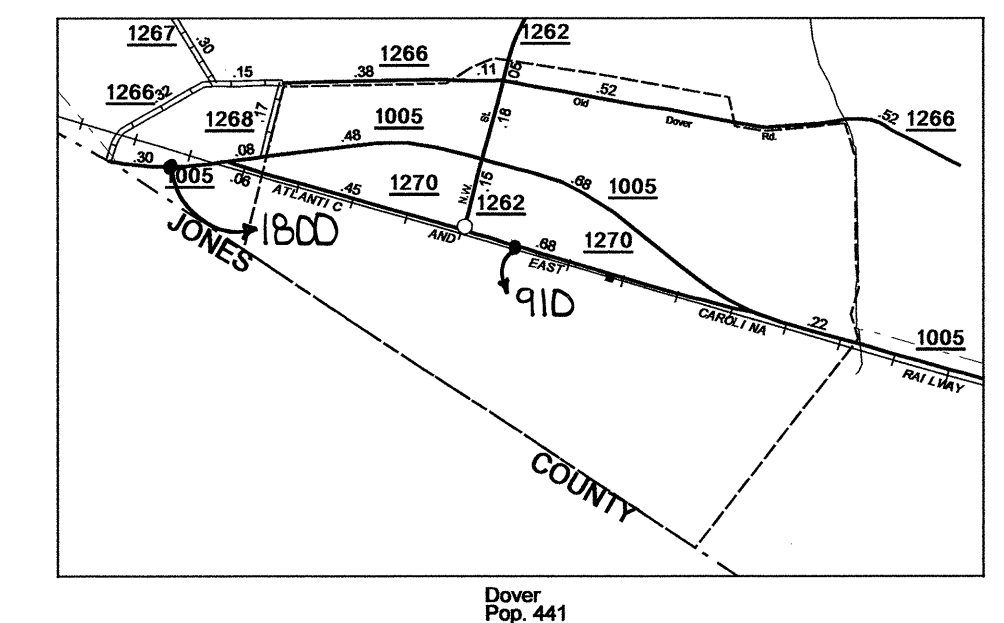 1267
.30
1262
1266
.15
.38
.11
.05
1266
.32
.52
Old
Dover
Rd.
.52
1266
1268
.17
1005
.48
St.
.18
.30
.08
1005
.06
ATLANTIC
.45
1270
N.W.
.15
1262
.68
1005
1800
JONES
AND
.68
1270
EAST
910
CAROLINA
.22
1005
RAILWAY
COUNTY
Dover
Pop. 441